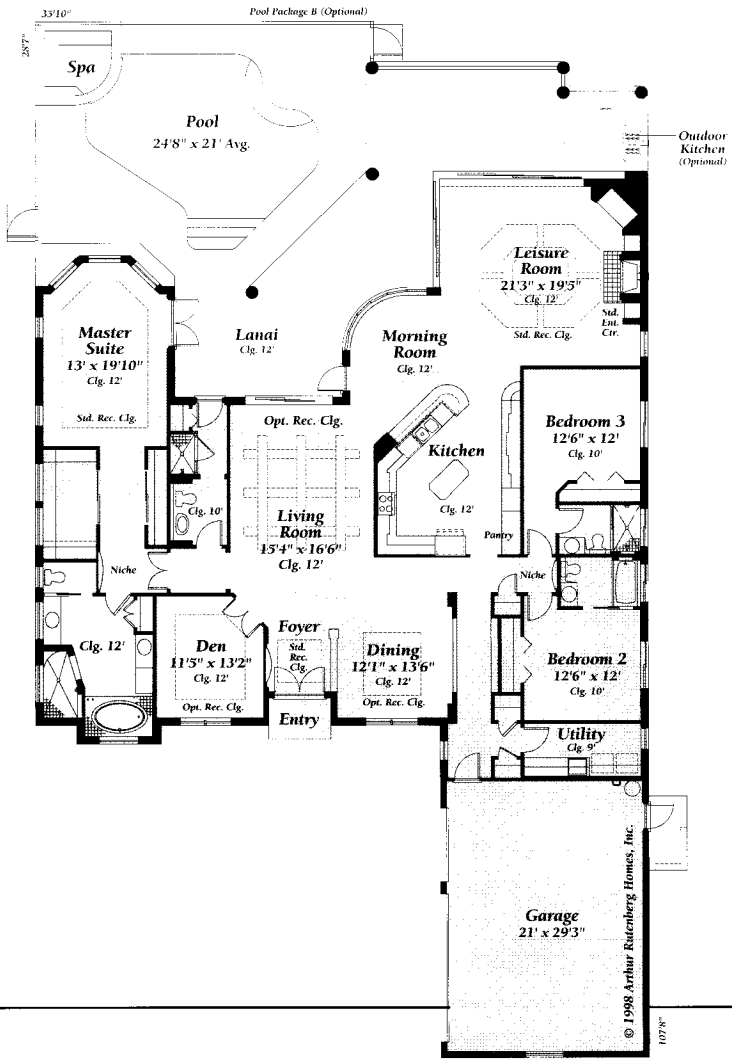 33'10"
Pool Package B (Optional)
28'7"
Spa
Pool
24'8" x 21' Avg.
Outdoor
Kitchen
(Optional)
Leisure
Room
21'3" x 19'5"
Clg. 12'
Std. Rec. Clg.
Std.
Ent.
Ctr.
Master
Suite
13' x 19'10"
Clg. 12'
Std. Rec. Clg.
Lanai
Clg. 12'
Morning
Room
Clg. 12'
Opt. Rec. Clg.
Bedroom 3
12'6" x 12'
Clg. 10'
Kitchen
Clg. 12'
Clg. 10'
Living
Room
15'4" x 16'6"
Clg. 12'
Pantry
Niche
Niche
Clg. 12'
Den
11'5" x 13'2"
Clg. 12'
Opt. Rec. Clg.
Foyer
Std.
Rec.
Clg.
Dining
12'1" x 13'6"
Clg. 12'
Opt. Rec. Clg.
Bedroom 2
12'6" x 12'
Clg. 10'
Entry
Utility
Clg. 9'
Garage
21' x 29'3"
© 1998 Arthur Rutenberg Homes, Inc.
107'8"